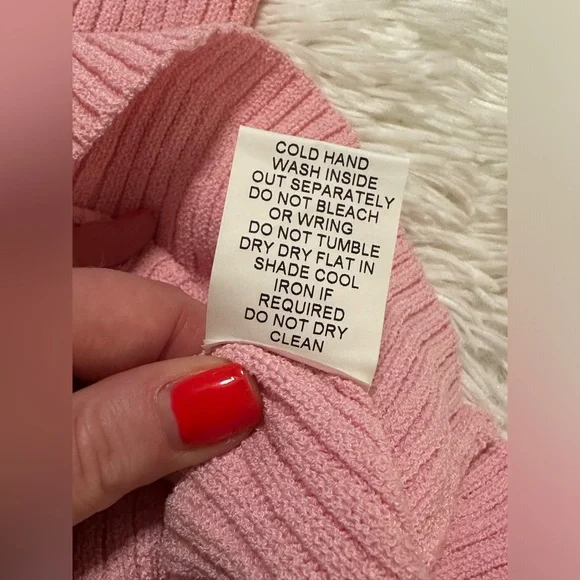 COLD HAND
WASH INSIDE
OUT SEPARATELY
DO NOT BLEACH
OR WRING
DO NOT TUMBLE
DRY DRY FLAT IN
SHADE COOL
IRON IF
REQUIRED
DO NOT DRY
CLEAN